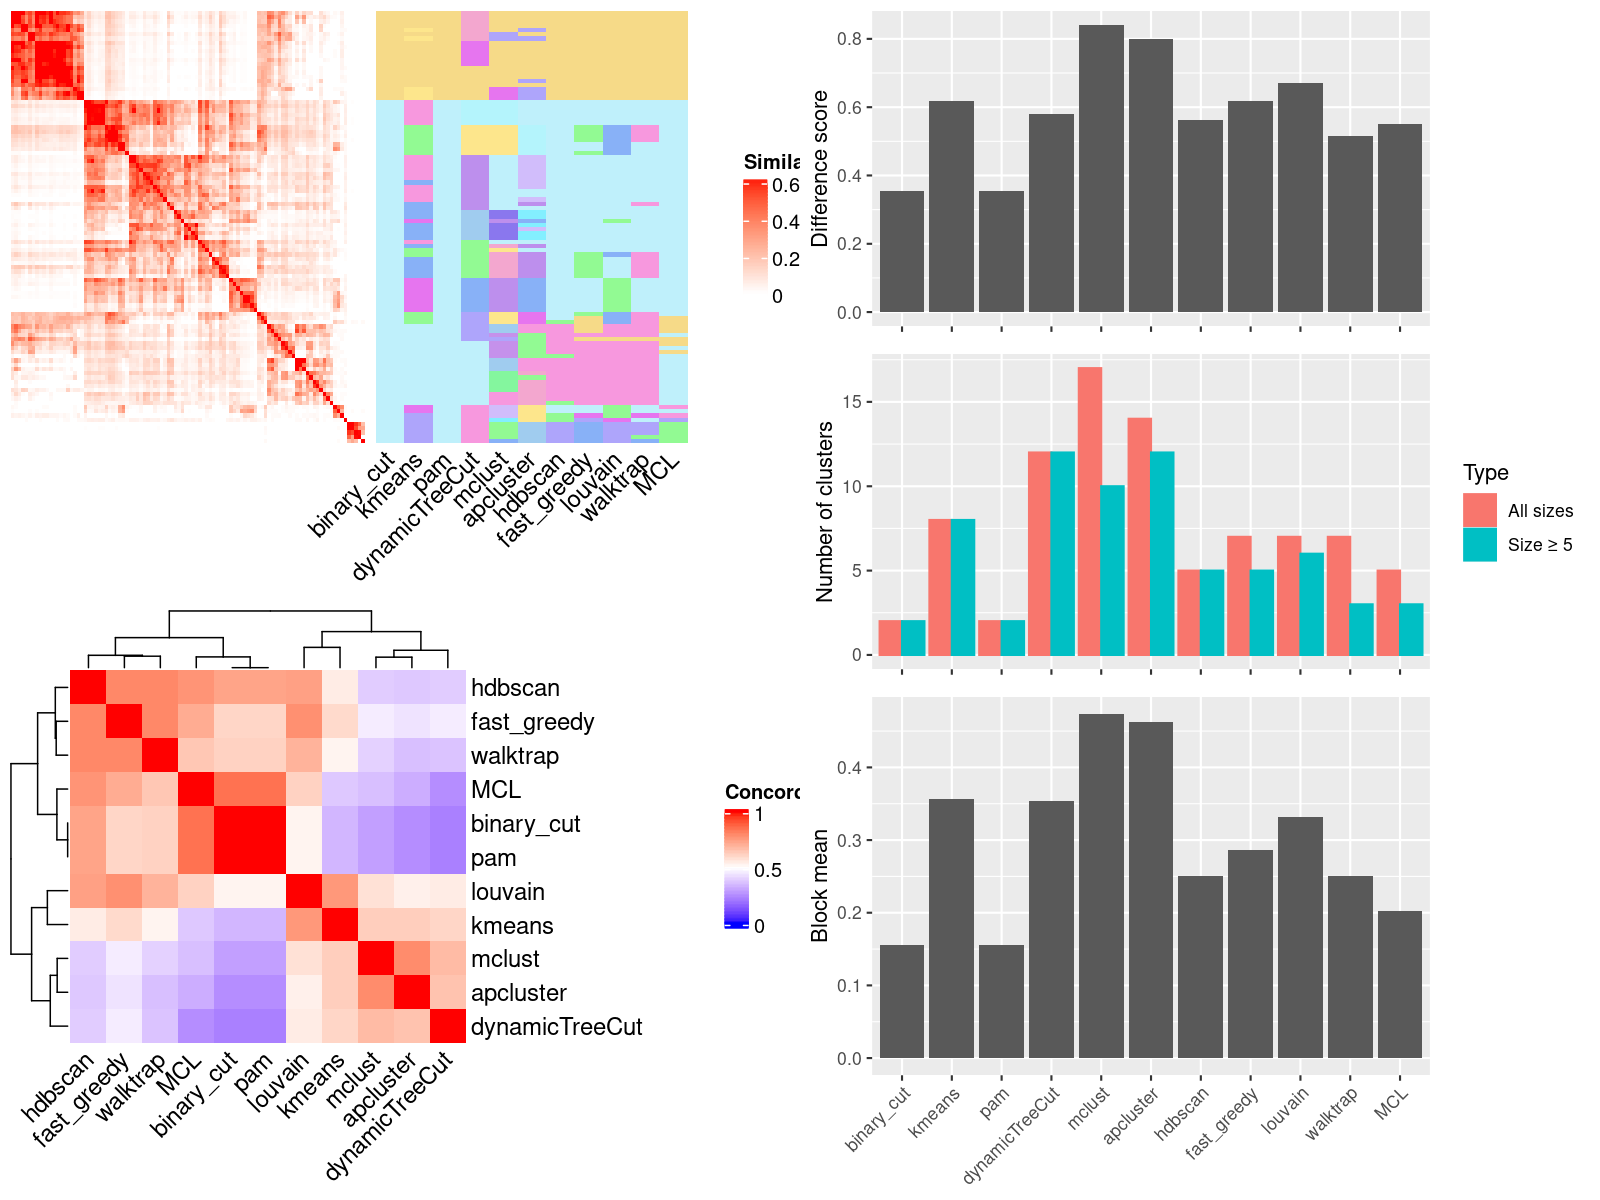 Simila
0.6
0.4
0.2
0
binary_cut
kmeans
pam
dynamicTreeCut
mclust
apcluster
hdbscan
fast_greedy
louvain
walktrap
MCL
hdbscan
fast_greedy
walktrap
MCL
binary_cut
pam
louvain
kmeans
mclust
apcluster
dynamicTreeCut
hdbscan
fast_greedy
walktrap
MCL
binary_cut
pam
louvain
kmeans
mclust
apcluster
dynamicTreeCut
Concord
1
0.5
0
Difference score
0.8
0.6
0.4
0.2
0.0
Number of clusters
15
10
5
0
Type
All sizes
Size ≥ 5
Block mean
0.4
0.3
0.2
0.1
0.0
binary_cut
kmeans
pam
dynamicTreeCut
mclust
apcluster
hdbscan
fast_greedy
louvain
walktrap
MCL